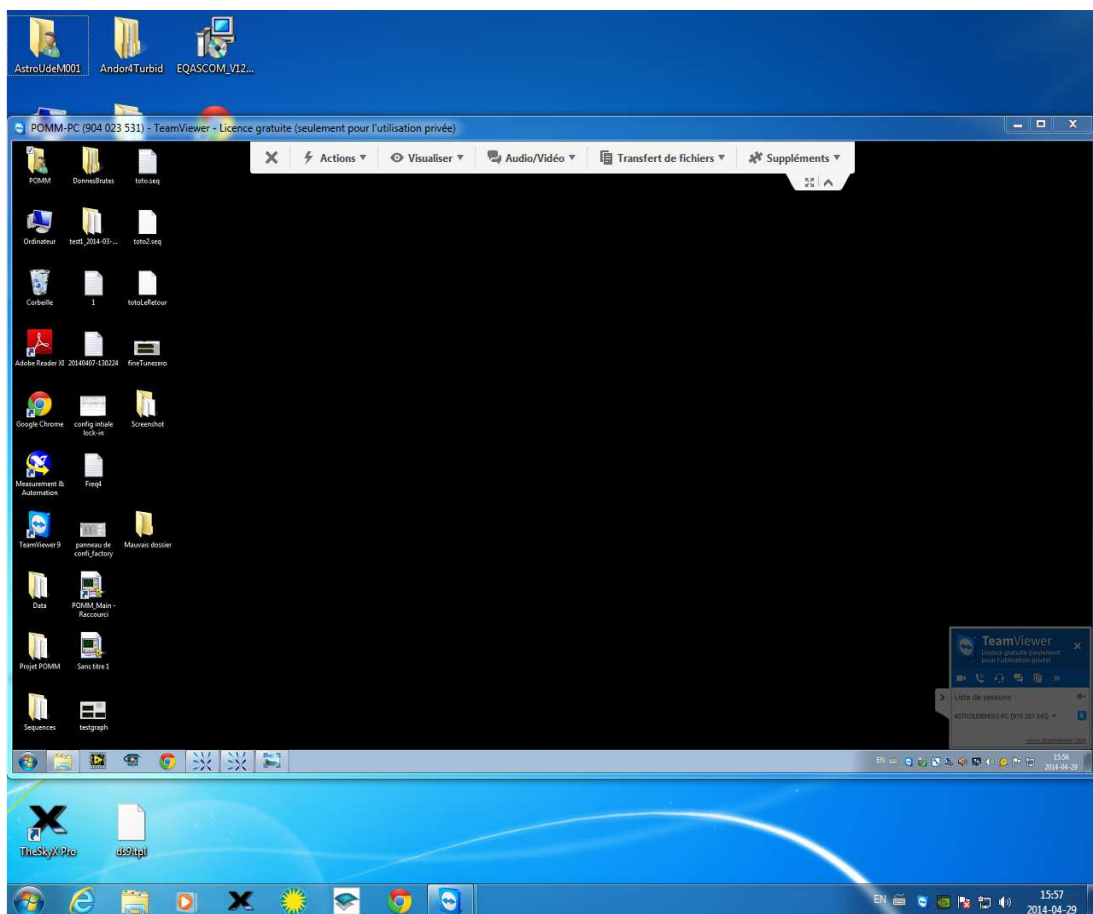 AstroUdeM001
Andor4Turbid
EQASCOM_V12...
POMM-PC (904 023 531) - TeamViewer - Licence gratuite (seulement pour l'utilisation privée)
Actions
Visualiser
Audio/Vidéo
Transfert de fichiers
Suppléments
POMM
DonnesBrutes
toto.seq
Ordinateur
test1_2014-03-...
toto2.seq
Corbeille
1
totoLeRetour
Adobe Reader XI
20140407-130224
fineTunezero
Google Chrome
config intiale
lock-in
Screenshot
Measurement &
Automation
Freq4
TeamViewer 9
panneau de
confi_factory
Mauvais dossier
Data
POMM_Main -
Raccourci
Projet POMM
Sans titre 1
Sequences
testgraph
TeamViewer
Licence gratuite (seulement
pour l'utilisation privée)
Liste de sessions
www.teamviewer.com
EN
15:56
2014-04-29
TheSkyX Pro
ds9.tpl
EN
15:57
2014-04-29